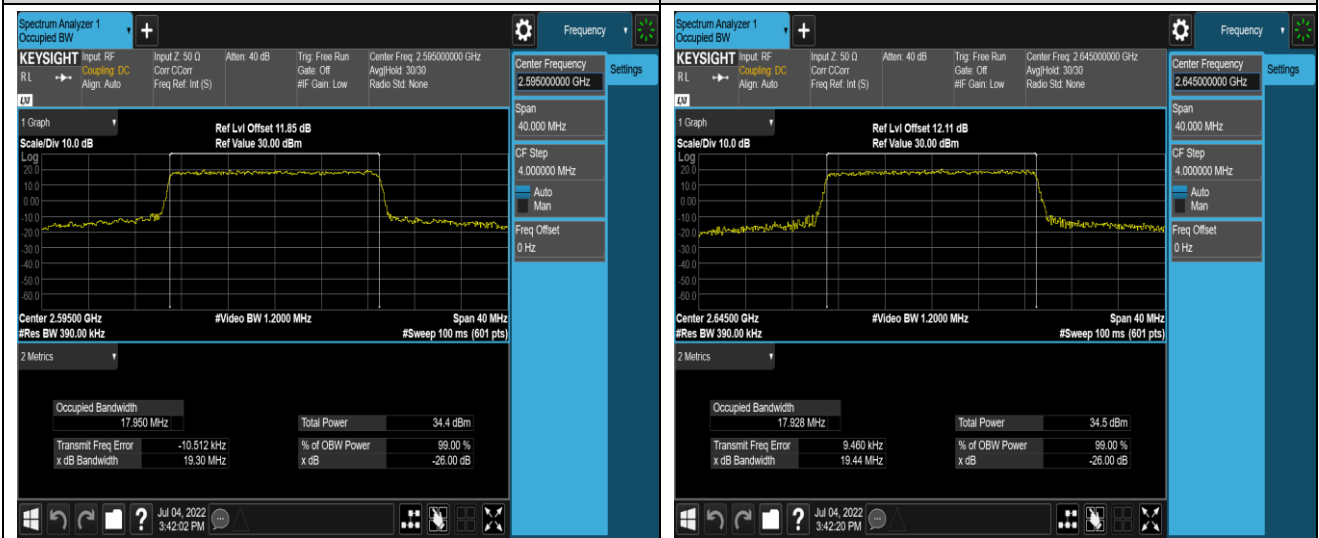 Spectrum Analyzer 1
Occupied BW
+
Frequency
KEYSIGHT
Input: RF
Coupling: DC
Align: Auto
Input Z: 50 Ω
Corr CCorr
Freq Ref: Int (S)
Atten: 40 dB
Trig: Free Run
Gate: Off
#IF Gain: Low
Center Freq: 2.595000000 GHz
Avg|Hold: 30/30
Radio Std: None
RL
LXI
Center Frequency
2.595000000 GHz
Settings
Span
40.000 MHz
CF Step
4.000000 MHz
Auto
Man
Freq Offset
0 Hz
1 Graph
Ref Lvl Offset 11.85 dB
Scale/Div 10.0 dB
Ref Value 30.00 dBm
Log
20.0
10.0
0.00
-10.0
-20.0
-30.0
-40.0
-50.0
-60.0
Center 2.59500 GHz
#Video BW 1.2000 MHz
Span 40 MHz
#Res BW 390.00 kHz
#Sweep 100 ms (601 pts)
2 Metrics
Occupied Bandwidth
17.950 MHz
Total Power 34.4 dBm
Transmit Freq Error -10.512 kHz
% of OBW Power 99.00 %
x dB Bandwidth 19.30 MHz
x dB -26.00 dB
?
Jul 04, 2022
3:42:02 PM
Spectrum Analyzer 1
Occupied BW
+
Frequency
KEYSIGHT
Input: RF
Coupling: DC
Align: Auto
Input Z: 50 Ω
Corr CCorr
Freq Ref: Int (S)
Atten: 40 dB
Trig: Free Run
Gate: Off
#IF Gain: Low
Center Freq: 2.645000000 GHz
Avg|Hold: 30/30
Radio Std: None
RL
LXI
Center Frequency
2.645000000 GHz
Settings
Span
40.000 MHz
CF Step
4.000000 MHz
Auto
Man
Freq Offset
0 Hz
1 Graph
Ref Lvl Offset 12.11 dB
Scale/Div 10.0 dB
Ref Value 30.00 dBm
Log
20.0
10.0
0.00
-10.0
-20.0
-30.0
-40.0
-50.0
-60.0
Center 2.64500 GHz
#Video BW 1.2000 MHz
Span 40 MHz
#Res BW 390.00 kHz
#Sweep 100 ms (601 pts)
2 Metrics
Occupied Bandwidth
17.928 MHz
Total Power 34.5 dBm
Transmit Freq Error 9.460 kHz
% of OBW Power 99.00 %
x dB Bandwidth 19.44 MHz
x dB -26.00 dB
?
Jul 04, 2022
3:42:20 PM